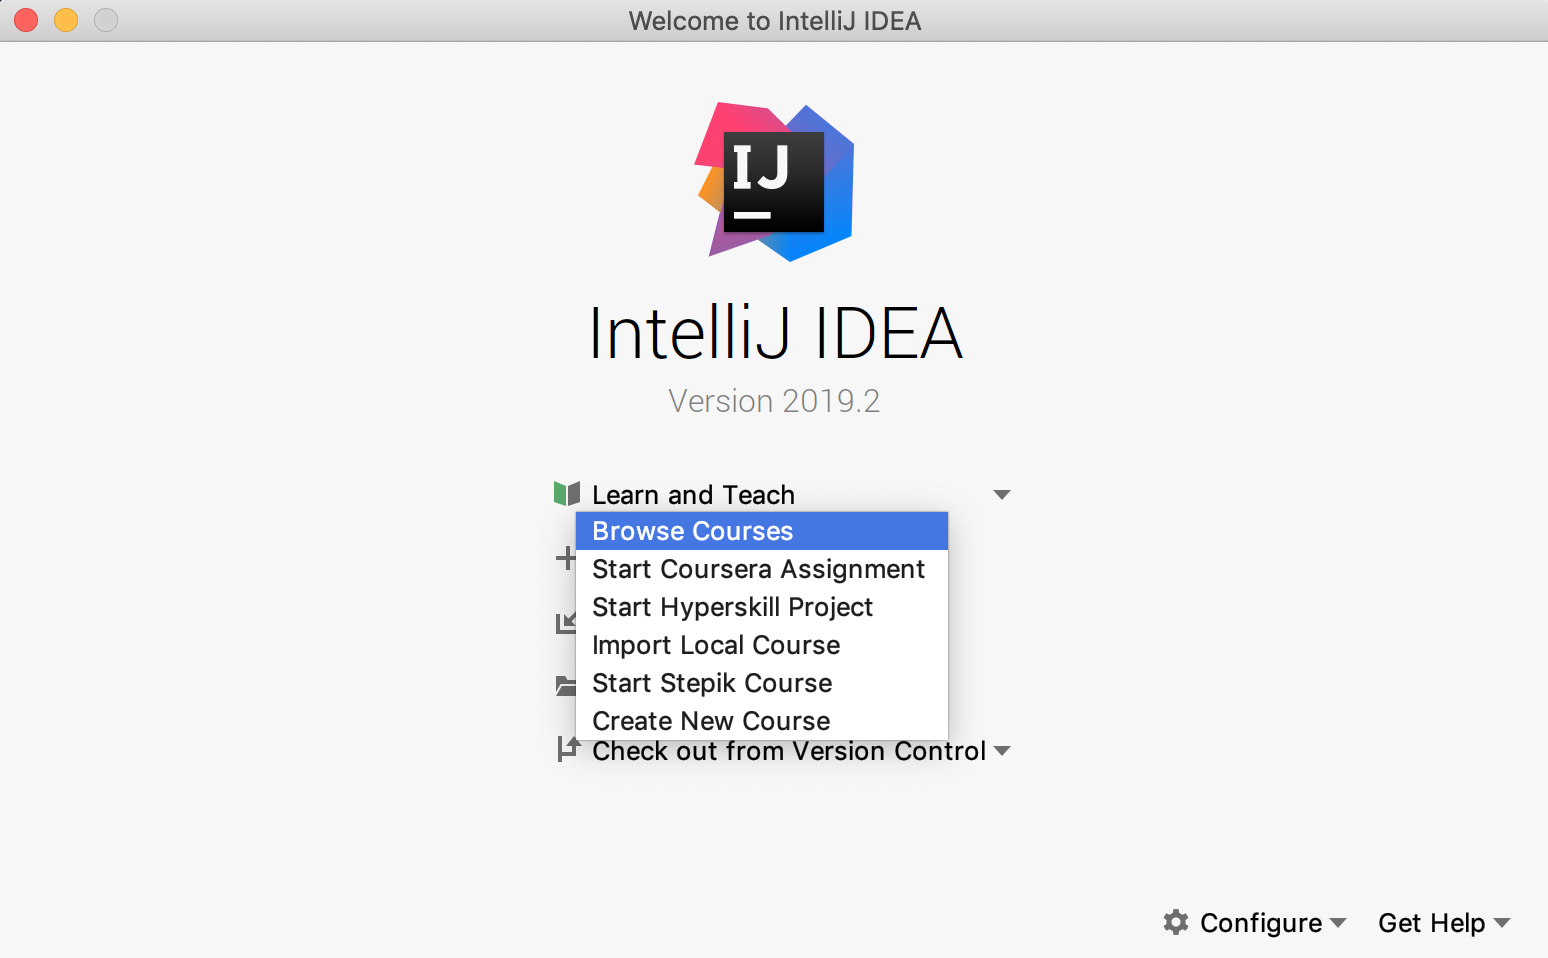 Welcome to IntelliJ IDEA
IJ
IntelliJ IDEA
Version 2019.2
Learn and Teach
Browse Courses
Start Coursera Assignment
Start Hyperskill Project
Import Local Course
Start Stepik Course
Create New Course
Check out from Version Control
Configure
Get Help